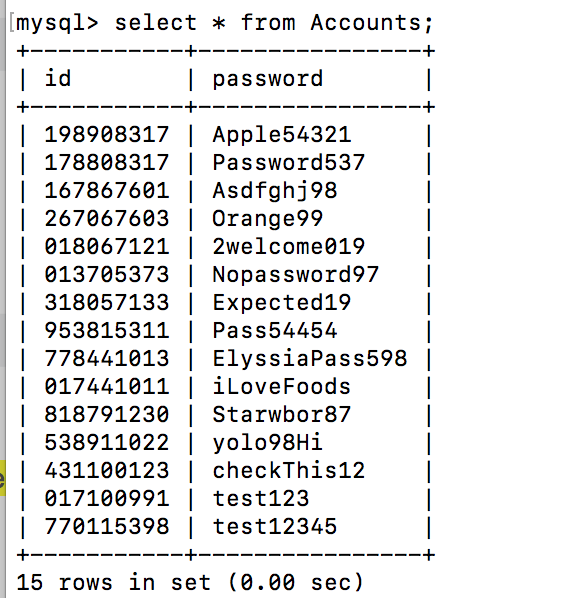 [mysql> select * from Accounts;
+-----------+----------------+
| id        | password       |
+-----------+----------------+
| 198908317 | Apple54321     |
| 178808317 | Password537    |
| 167867601 | Asdfghj98      |
| 267067603 | Orange99       |
| 018067121 | 2welcome019    |
| 013705373 | Nopassword97   |
| 318057133 | Expected19     |
| 953815311 | Pass54454      |
| 778441013 | ElyssiaPass598 |
| 017441011 | iLoveFoods     |
| 818791230 | Starwbor87     |
| 538911022 | yolo98Hi       |
| 431100123 | checkThis12    |
| 017100991 | test123        |
| 770115398 | test12345      |
+-----------+----------------+
15 rows in set (0.00 sec)